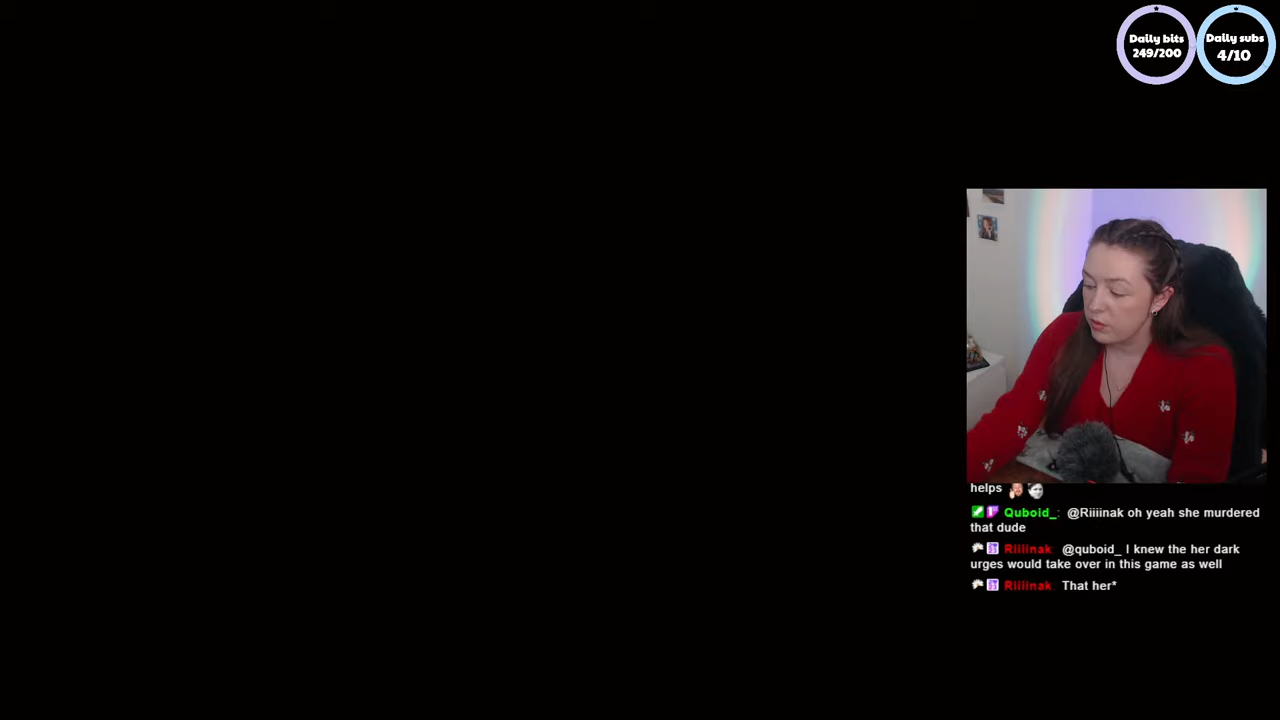 Daily bits
249/200
Daily subs
4/10
helps
Quboid_: @Riiiinak oh yeah she murdered
that dude
Riiiinak @quboid_ I knew the her dark
urges would take over in this game as well
Riiiinak That her*